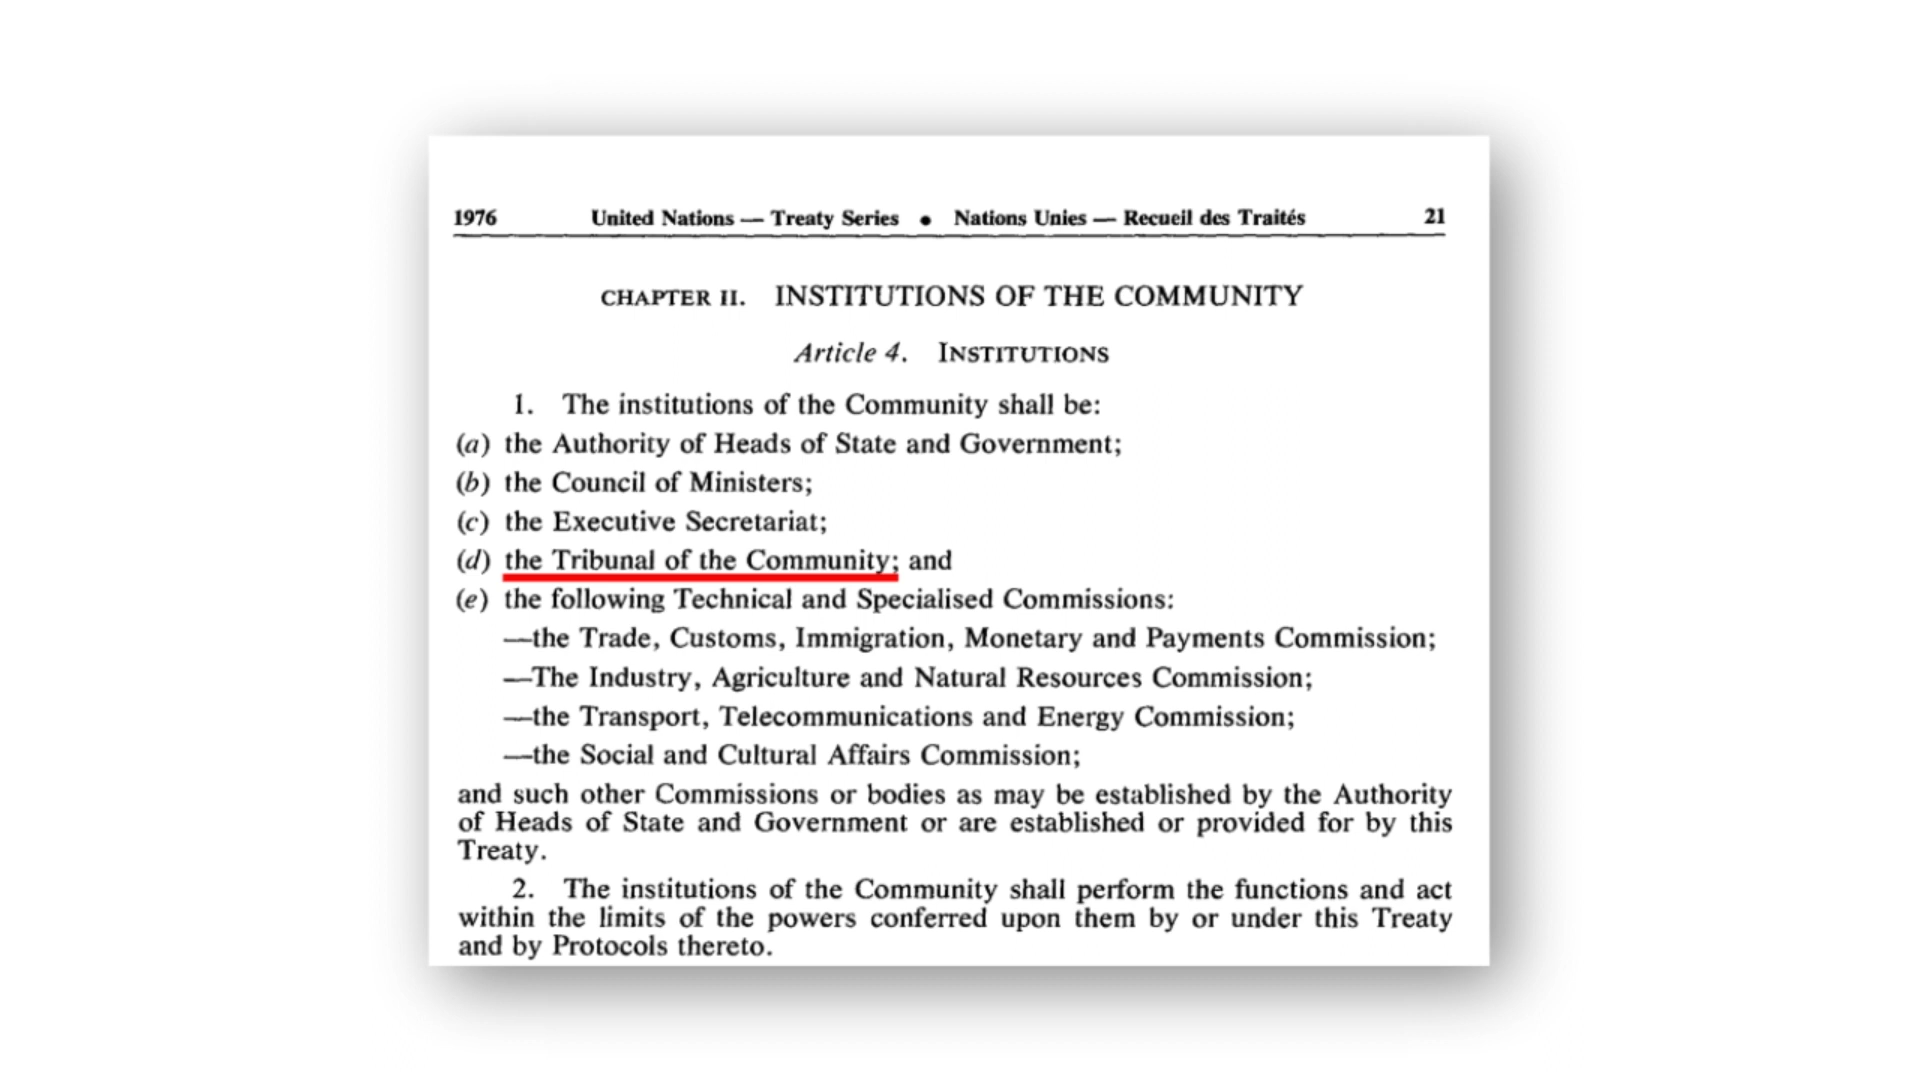 1976 United Nations — Treaty Series • Nations Unies — Recueil des Traités 21
CHAPTER II. INSTITUTIONS OF THE COMMUNITY
Article 4. INSTITUTIONS
1. The institutions of the Community shall be:
(a) the Authority of Heads of State and Government;
(b) the Council of Ministers;
(c) the Executive Secretariat;
(d) the Tribunal of the Community; and
(e) the following Technical and Specialised Commissions:
—the Trade, Customs, Immigration, Monetary and Payments Commission;
—The Industry, Agriculture and Natural Resources Commission;
—the Transport, Telecommunications and Energy Commission;
—the Social and Cultural Affairs Commission;
and such other Commissions or bodies as may be established by the Authority
of Heads of State and Government or are established or provided for by this
Treaty.
2. The institutions of the Community shall perform the functions and act
within the limits of the powers conferred upon them by or under this Treaty
and by Protocols thereto.